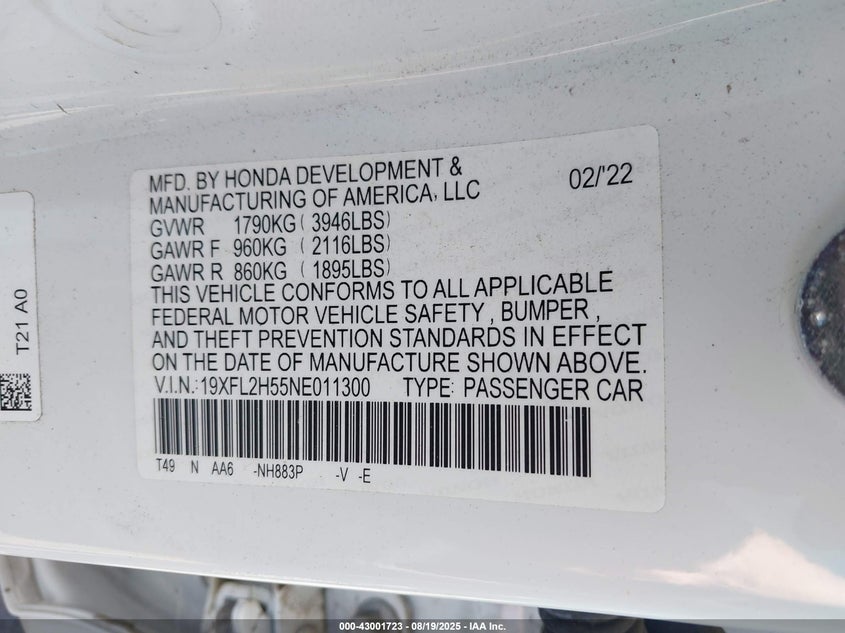 MFD. BY HONDA DEVELOPMENT & 02/'22
MANUFACTURING OF AMERICA, LLC
GVWR 1790KG ( 3946LBS)
GAWR F 960KG ( 2116LBS)
GAWR R 860KG ( 1895LBS)
THIS VEHICLE CONFORMS TO ALL APPLICABLE
FEDERAL MOTOR VEHICLE SAFETY , BUMPER ,
AND THEFT PREVENTION STANDARDS IN EFFECT
ON THE DATE OF MANUFACTURE SHOWN ABOVE.
V.I.N.:19XFL2H55NE011300 TYPE: PASSENGER CAR
T49 N AA6 -NH883P -V -E
T21 A0
000-43001723 - 08/19/2025 - IAA Inc.